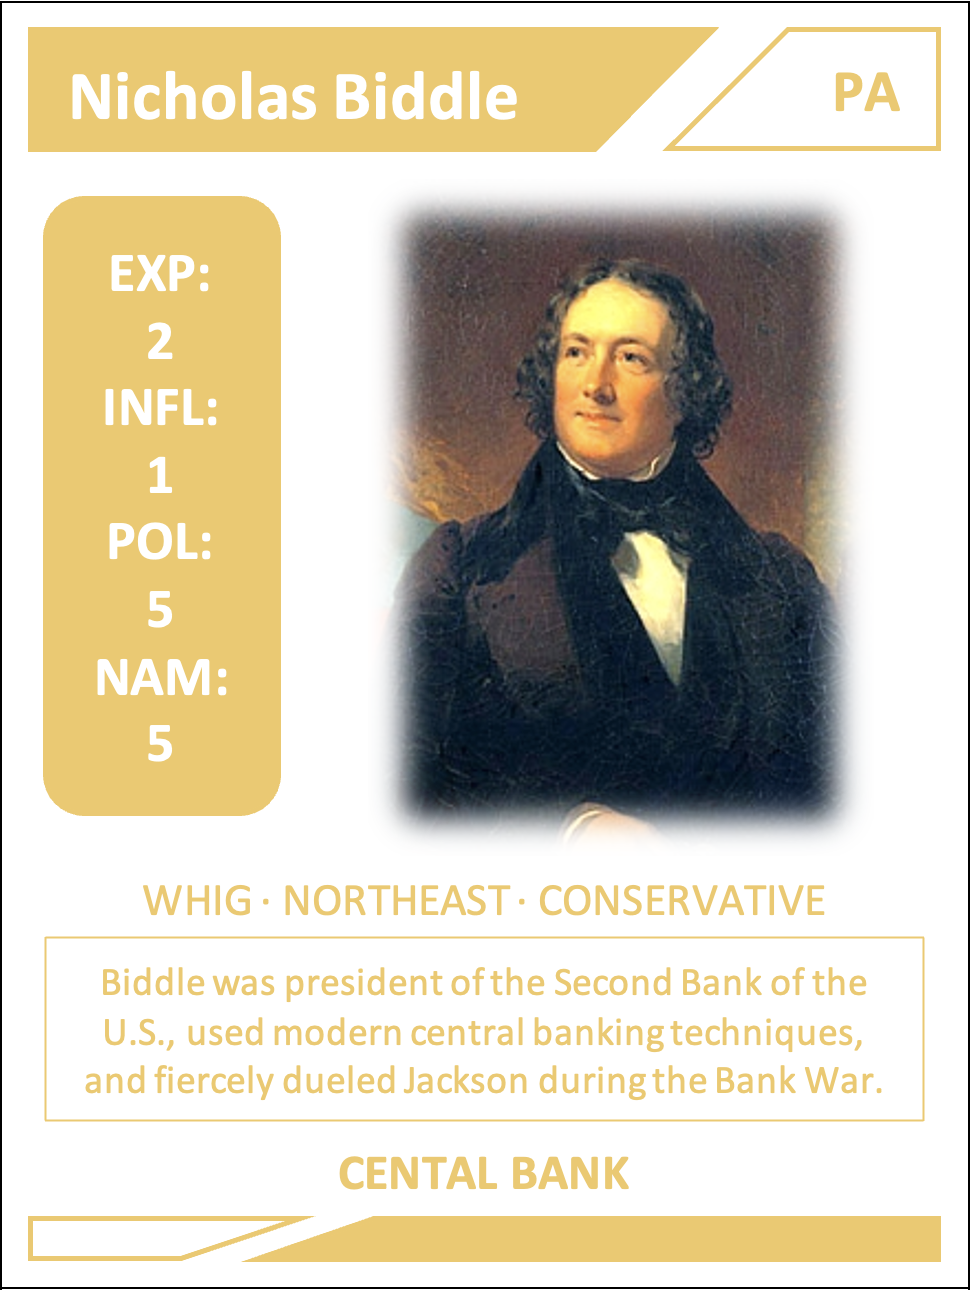 Nicholas Biddle
PA
EXP:
2
INFL:
1
POL:
5
NAM:
5
WHIG · NORTHEAST · CONSERVATIVE
Biddle was president of the Second Bank of the
U.S., used modern central banking techniques,
and fiercely dueled Jackson during the Bank War.
CENTAL BANK